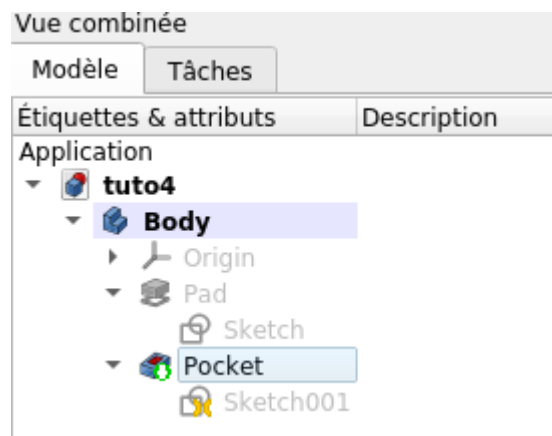 Vue combinée
Modèle Tâches
Étiquettes & attributs Description
Application
tuto4
Body
Origin
Pad
Sketch
Pocket
Sketch001